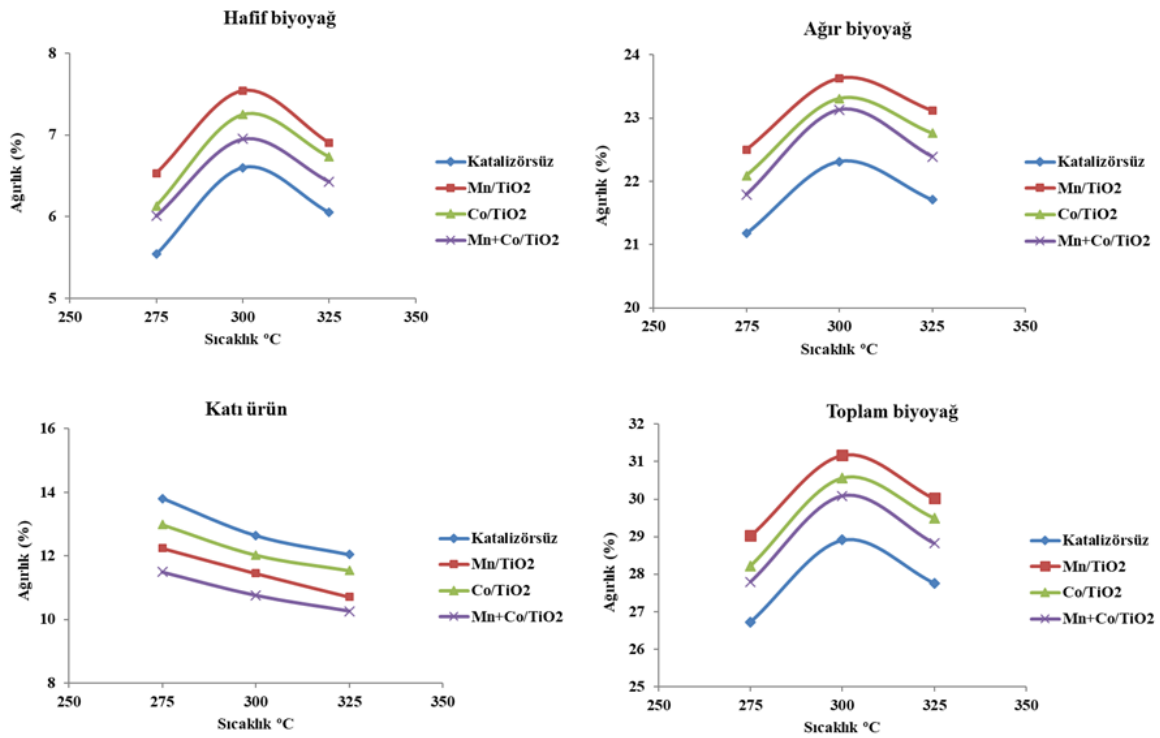 Hafif biyoyağ
8
7
6
5
Ağırlık (%)
250 275 300 325 350
Sıcaklık ºC
Katalizörsüz
Mn/TiO2
Co/TiO2
Mn+Co/TiO2
Ağır biyoyağ
24
23
22
21
20
Ağırlık (%)
250 275 300 325 350
Sıcaklık ºC
Katalizörsüz
Mn/TiO2
Co/TiO2
Mn+Co/TiO2
Katı ürün
16
14
12
10
8
Ağırlık (%)
250 275 300 325 350
Sıcaklık ºC
Katalizörsüz
Mn/TiO2
Co/TiO2
Mn+Co/TiO2
Toplam biyoyağ
32
31
30
29
28
27
26
25
Ağırlık (%)
250 275 300 325 350
Sıcaklık ºC
Katalizörsüz
Mn/TiO2
Co/TiO2
Mn+Co/TiO2